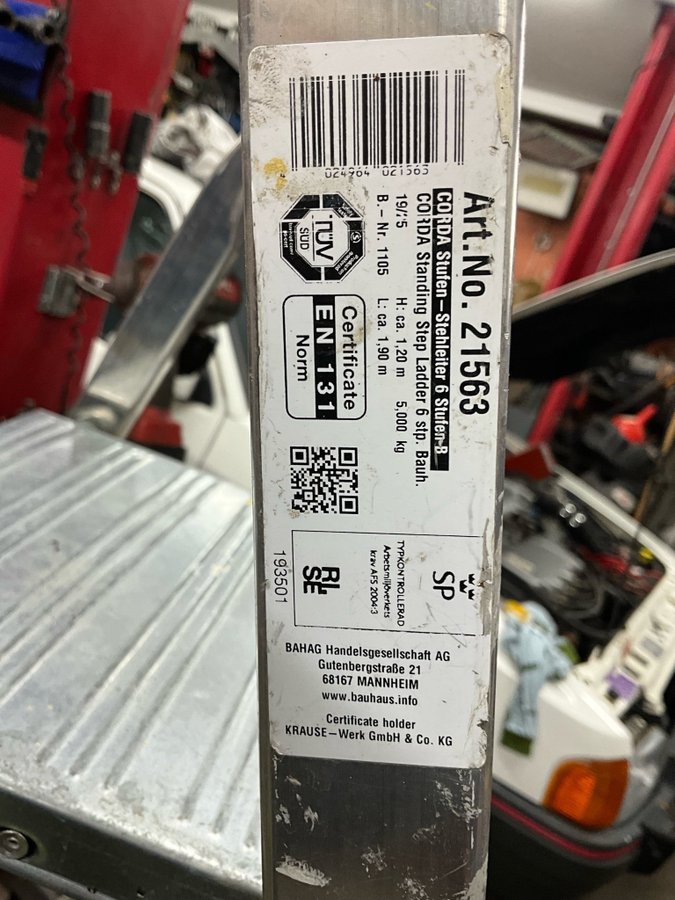 024964 021563
Art.No. 21563
CORDA Stufen-Stehleiter 6 Stufen-B
CORDA Standing Step Ladder 6 stp. Bauh.
H: ca. 1,20 m 5,000 kg
B.- Nr. 1105 L: ca. 1,90 m
TÜV
SÜD
Certificate
EN 131
Norm
SP
TYPKONTROLLERAD
Arbetsmiljöverkets
krav AFS 2004:3
193501
BAHAG Handelsgesellschaft AG
Gutenbergstraße 21
68167 MANNHEIM
www.bauhaus.info
Certificate holder
KRAUSE-Werk GmbH & Co. KG